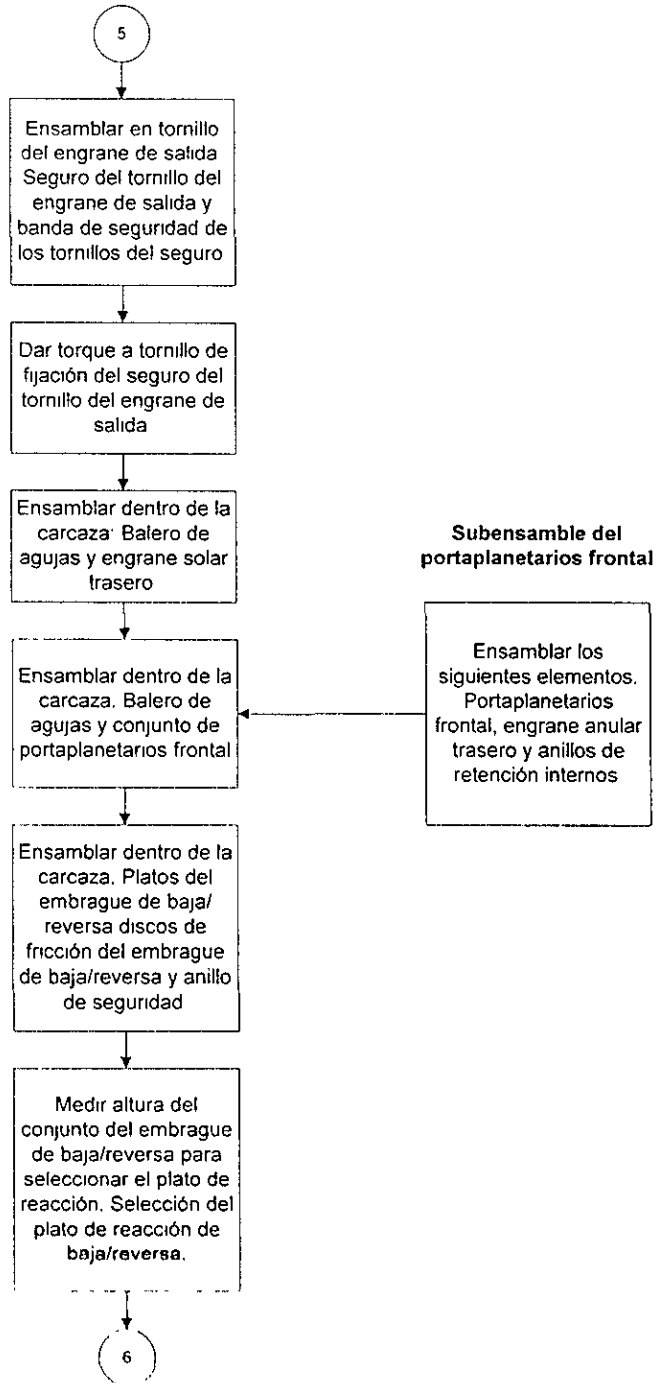 5
Ensamblar en tornillo
del engrane de salida
Seguro del tornillo del
engrane de salida y
banda de seguridad de
los tornillos del seguro
Dar torque a tornillo de
fijación del seguro del
tornillo del engrane de
salida
Ensamblar dentro de la
carcaza: Balero de
agujas y engrane solar
trasero
Subensamble del
portaplanetarios frontal
Ensamblar los
siguientes elementos.
Portaplanetarios
frontal, engrane anular
trasero y anillos de
retención internos
Ensamblar dentro de la
carcaza. Balero de
agujas y conjunto de
portaplanetarios frontal
Ensamblar dentro de la
carcaza. Platos del
embrague de baja/
reversa discos de
fricción del embrague
de baja/reversa y anillo
de seguridad
Medir altura del
conjunto del embrague
de baja/reversa para
seleccionar el plato de
reacción. Selección del
plato de reacción de
baja/reversa.
6